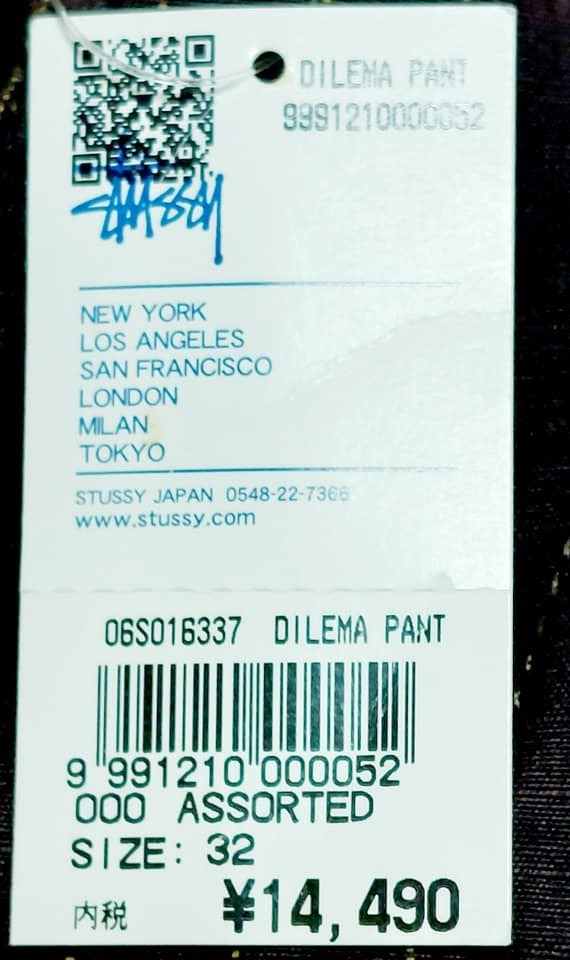 DILEMA PANT
9991210000052
STUSSY
NEW YORK
LOS ANGELES
SAN FRANCISCO
LONDON
MILAN
TOKYO
STUSSY JAPAN 0548-22-7366
www.stussy.com
06S016337 DILEMA PANT
9 991210 000052
000 ASSORTED
SIZE: 32
内税 ¥14,490